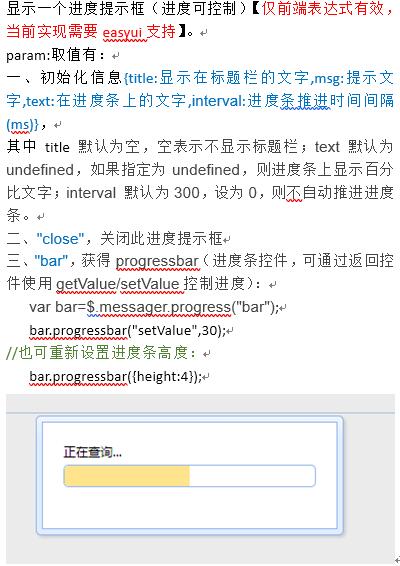 显示一个进度提示框（进度可控制）【仅前端表达式有效，
当前实现需要 easyui 支持】。
param:取值有：
一、初始化信息{title:显示在标题栏的文字,msg:提示文
字,text:在进度条上的文字,interval:进度条推进时间间隔
(ms)}，
其中 title 默认为空，空表示不显示标题栏；text 默认为
undefined，如果指定为 undefined，则进度条上显示百分
比文字；interval 默认为 300，设为 0，则不自动推进进度
条。
二、"close"，关闭此进度提示框
三、"bar"，获得 progressbar（进度条控件，可通过返回控
件使用 getValue/setValue 控制进度）：
var bar=$.messager.progress("bar");
bar.progressbar("setValue",30);
//也可重新设置进度条高度：
bar.progressbar({height:4});
正在查询...